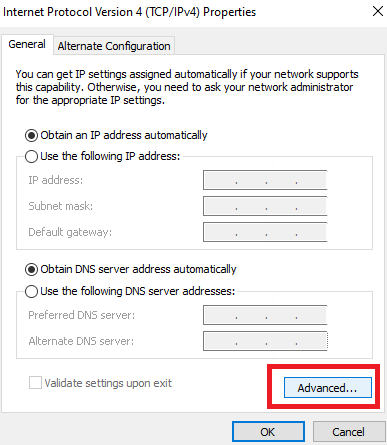 Internet Protocol Version 4 (TCP/IPv4) Properties
General Alternate Configuration
You can get IP settings assigned automatically if your network supports
this capability. Otherwise, you need to ask your network administrator
for the appropriate IP settings.
Obtain an IP address automatically
Use the following IP address:
IP address: . . .
Subnet mask: . . .
Default gateway: . . .
Obtain DNS server address automatically
Use the following DNS server addresses:
Preferred DNS server: . . .
Alternate DNS server: . . .
Validate settings upon exit Advanced...
OK Cancel